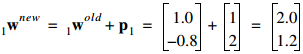 ₁w^new = ₁w^old + p₁ = [1.0 -0.8] + [1 2] = [2.0 1.2]